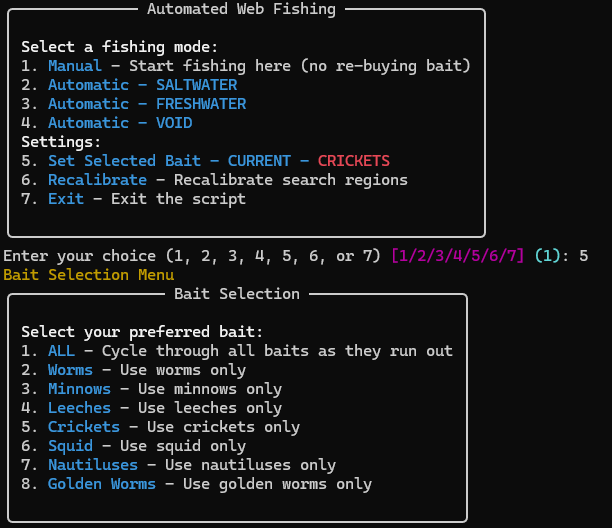 Automated Web Fishing
Select a fishing mode:
1. Manual - Start fishing here (no re-buying bait)
2. Automatic - SALTWATER
3. Automatic - FRESHWATER
4. Automatic - VOID
Settings:
5. Set Selected Bait - CURRENT - CRICKETS
6. Recalibrate - Recalibrate search regions
7. Exit - Exit the script
Enter your choice (1, 2, 3, 4, 5, 6, or 7) [1/2/3/4/5/6/7] (1): 5
Bait Selection Menu
Bait Selection
Select your preferred bait:
1. ALL - Cycle through all baits as they run out
2. Worms - Use worms only
3. Minnows - Use minnows only
4. Leeches - Use leeches only
5. Crickets - Use crickets only
6. Squid - Use squid only
7. Nautiluses - Use nautiluses only
8. Golden Worms - Use golden worms only